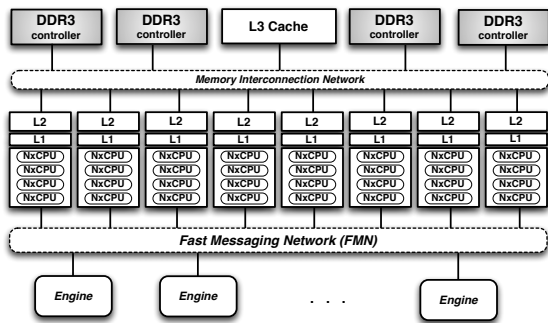 DDR3 DDR3 L3 Cache DDR3 DDR3
controller controller controller controller
Memory Interconnection Network
L2 L2 L2 L2 L2 L2 L2 L2
L1 L1 L1 L1 L1 L1 L1 L1
NxCPU NxCPU NxCPU NxCPU NxCPU NxCPU NxCPU NxCPU
NxCPU NxCPU NxCPU NxCPU NxCPU NxCPU NxCPU NxCPU
NxCPU NxCPU NxCPU NxCPU NxCPU NxCPU NxCPU NxCPU
NxCPU NxCPU NxCPU NxCPU NxCPU NxCPU NxCPU NxCPU
Fast Messaging Network (FMN)
Engine Engine . . . Engine